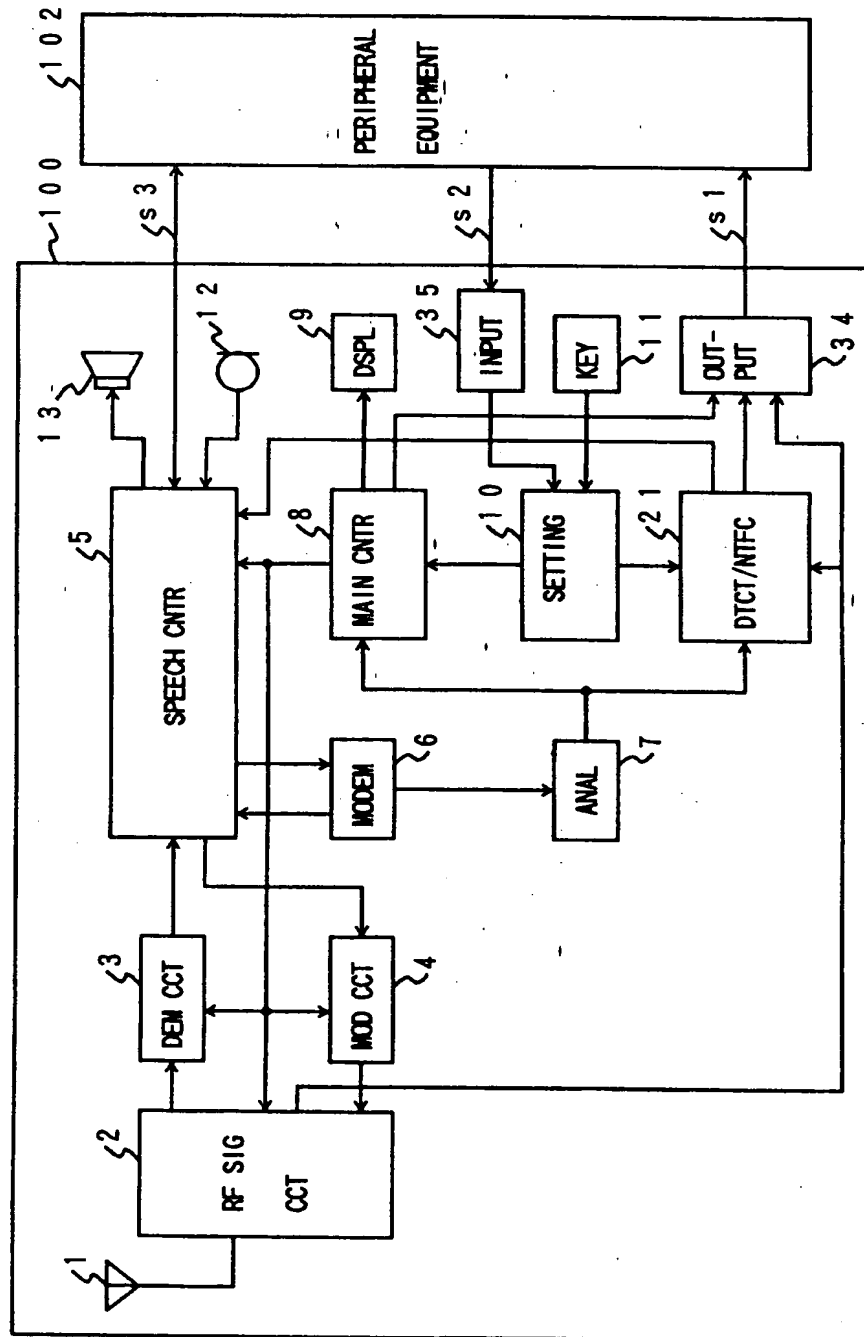 100
102
1
2
RF SIG
CCT
3
DEM CCT
4
MOD CCT
5
SPEECH CNTR
6
MODEM
7
ANAL
8
MAIN CNTR
9
DSPL
10
SETTING
KEY
11
12
13
21
DTCT/NTFC
INPUT
35
OUT-
PUT
34
s3
s2
s1
PERIPHERAL
EQUIPMENT